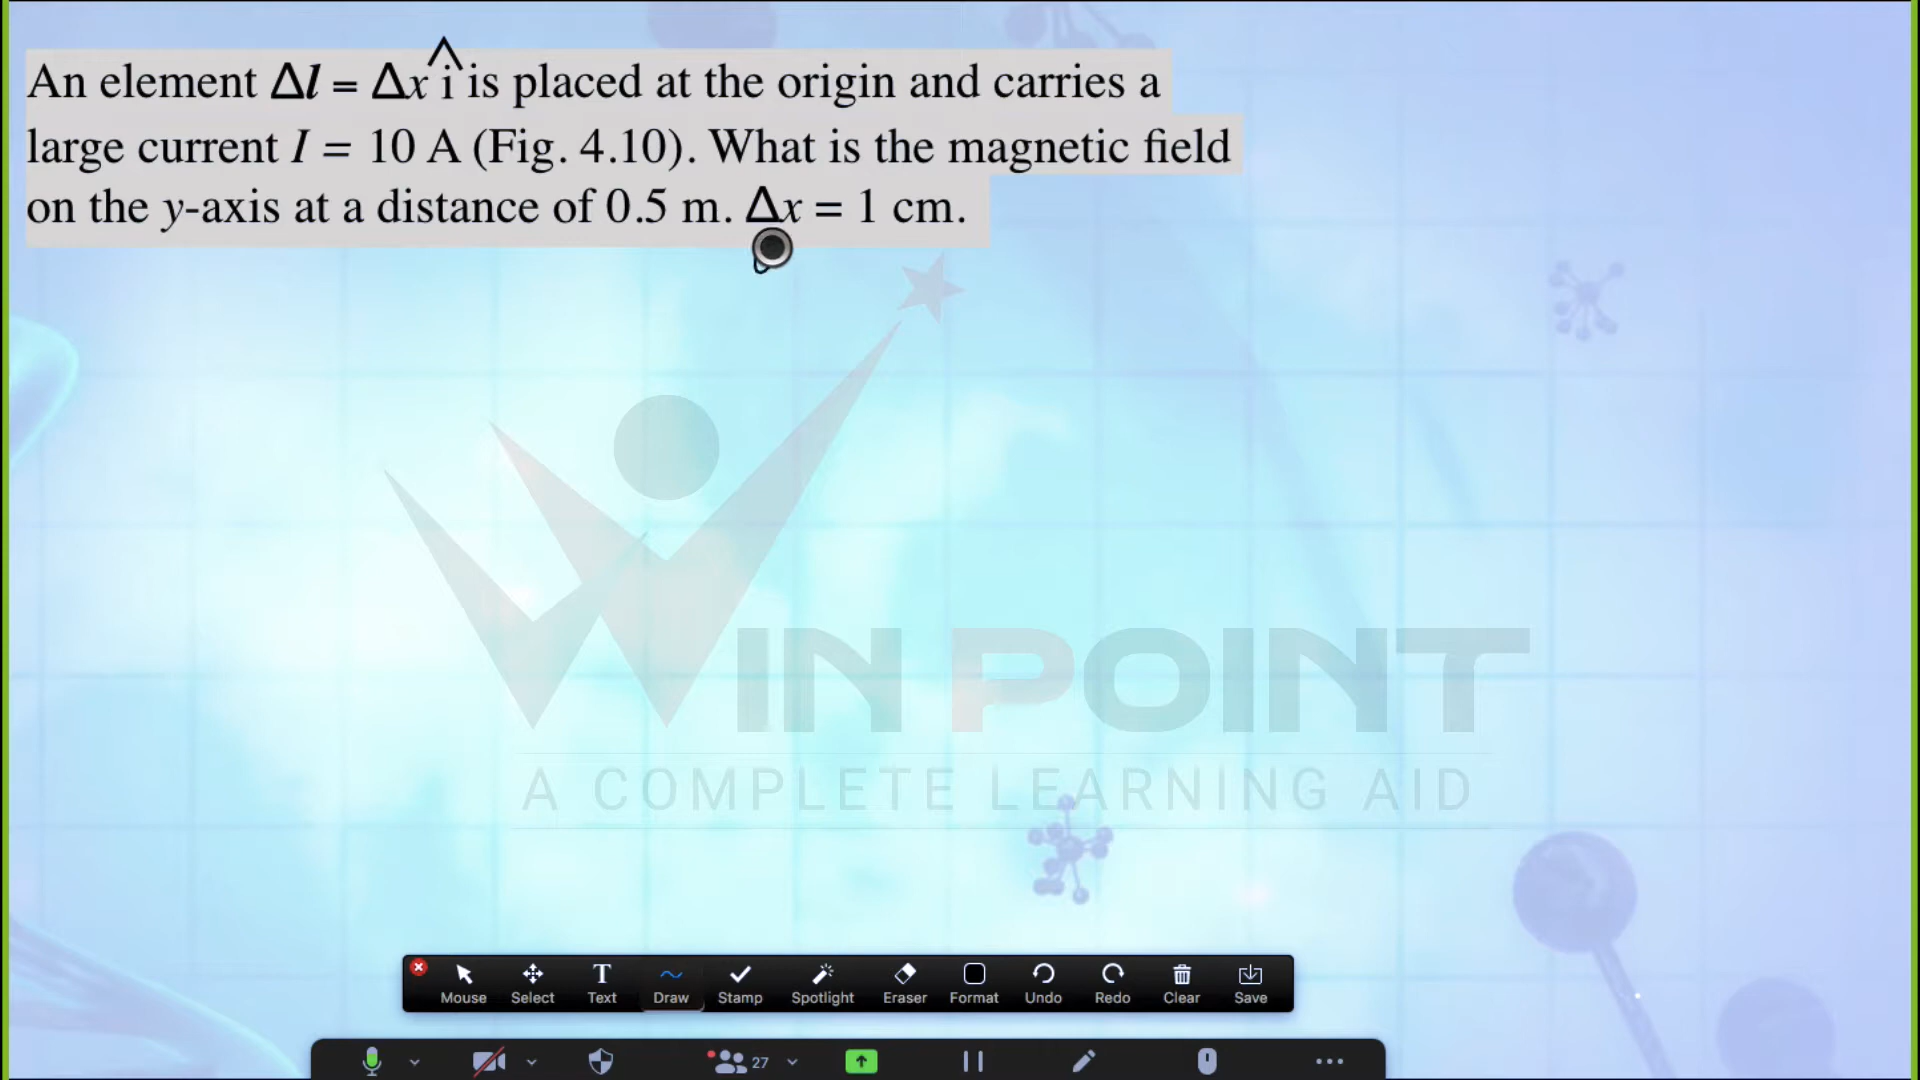 An element Δl = Δx î is placed at the origin and carries a
large current I = 10 A (Fig. 4.10). What is the magnetic field
on the y-axis at a distance of 0.5 m. Δx = 1 cm.
WIN POINT
A COMPLETE LEARNING AID
Mouse Select Text Draw Stamp Spotlight Eraser Format Undo Redo Clear Save
27